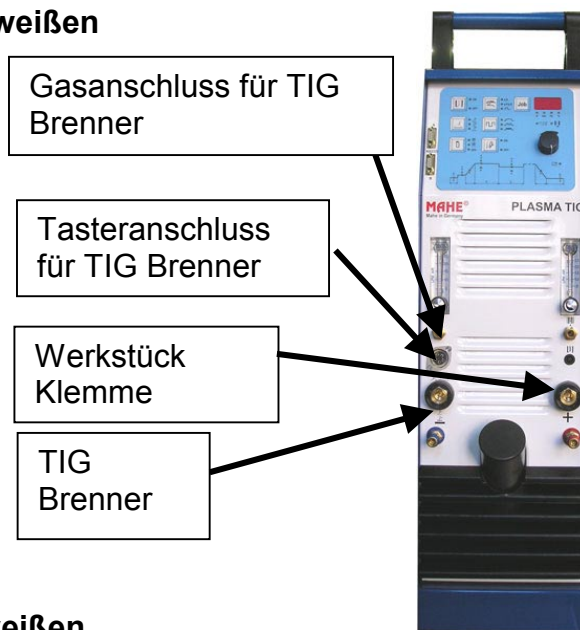 weißen
Gasanschluss für TIG
Brenner
Tasteranschluss
für TIG Brenner
Werkstück
Klemme
TIG
Brenner
Job
MAHE®
Made in Germany
PLASMA TIG
−
+
weißen